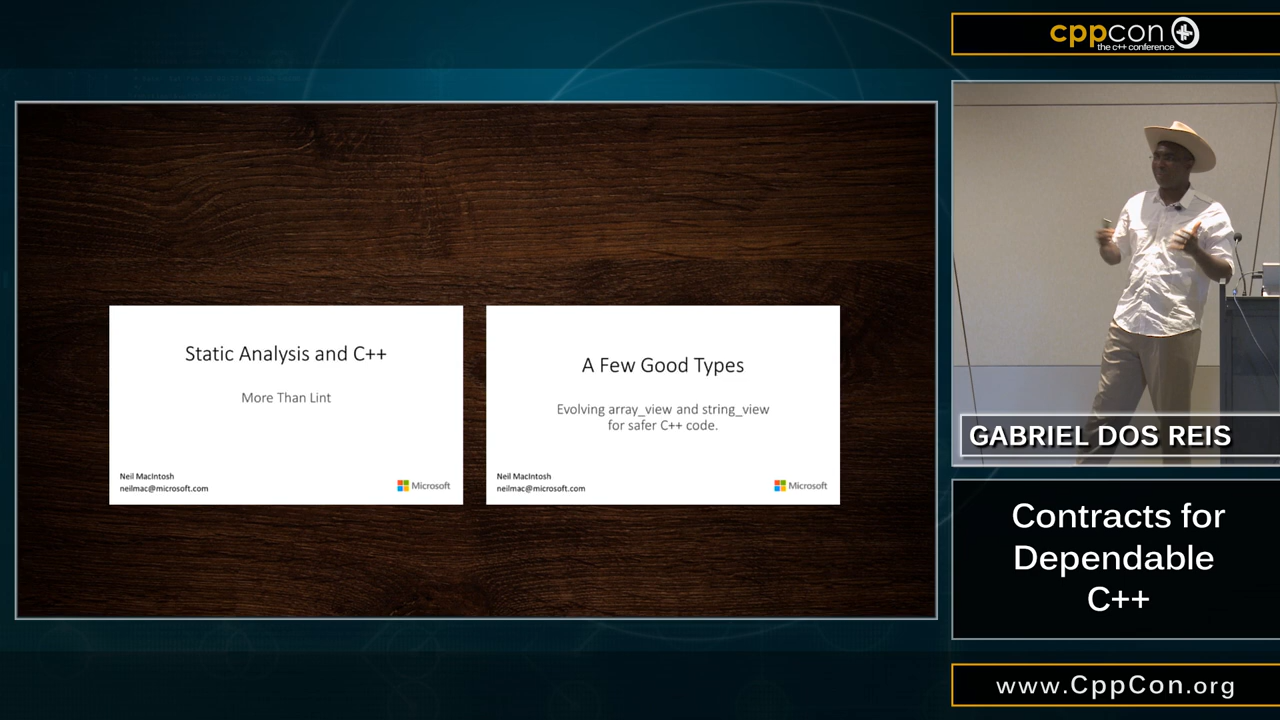 cppcon
the c++ conference
Static Analysis and C++
More Than Lint
Neil MacIntosh
neilmac@microsoft.com
Microsoft
A Few Good Types
Evolving array_view and string_view
for safer C++ code.
Neil MacIntosh
neilmac@microsoft.com
Microsoft
GABRIEL DOS REIS
Contracts for
Dependable
C++
www.CppCon.org